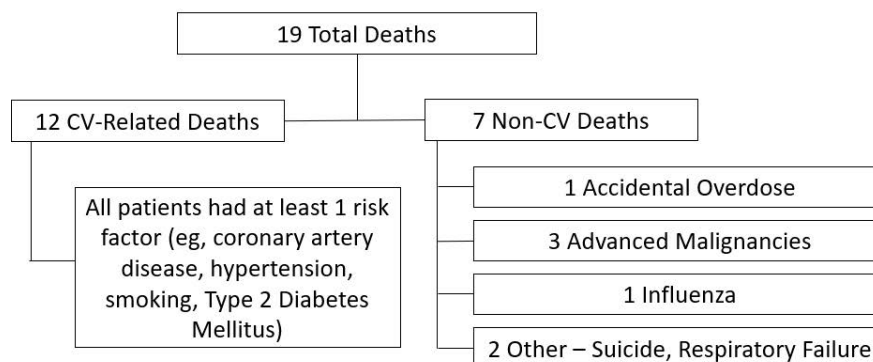 19 Total Deaths
12 CV-Related Deaths
7 Non-CV Deaths
All patients had at least 1 risk
factor (eg, coronary artery
disease, hypertension,
smoking, Type 2 Diabetes
Mellitus)
1 Accidental Overdose
3 Advanced Malignancies
1 Influenza
2 Other – Suicide, Respiratory Failure